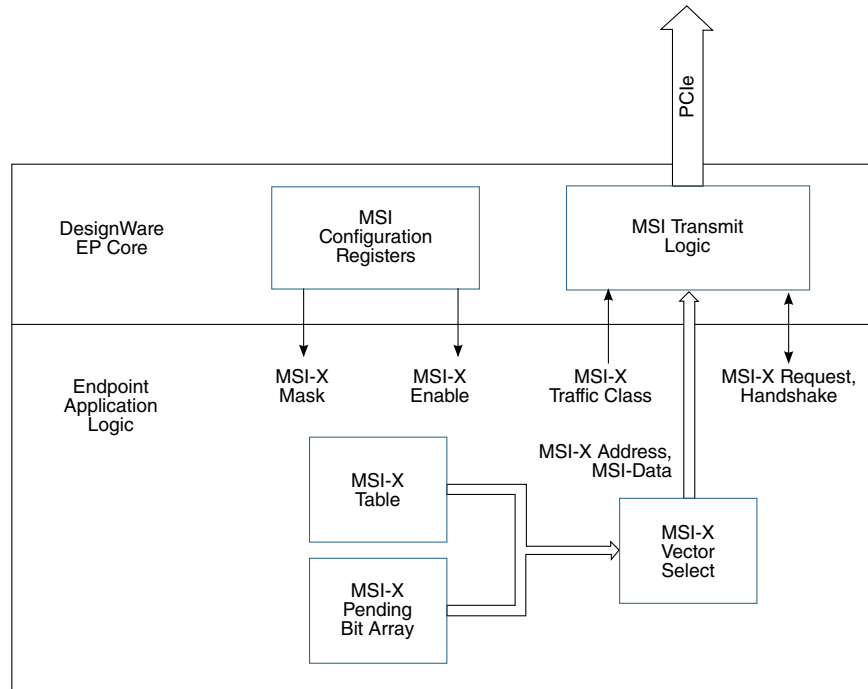 PCIe
DesignWare
EP Core
MSI
Configuration
Registers
MSI Transmit
Logic
Endpoint
Application
Logic
MSI-X
Mask
MSI-X
Enable
MSI-X
Traffic Class
MSI-X Request,
Handshake
MSI-X Address,
MSI-Data
MSI-X
Table
MSI-X
Vector
Select
MSI-X
Pending
Bit Array